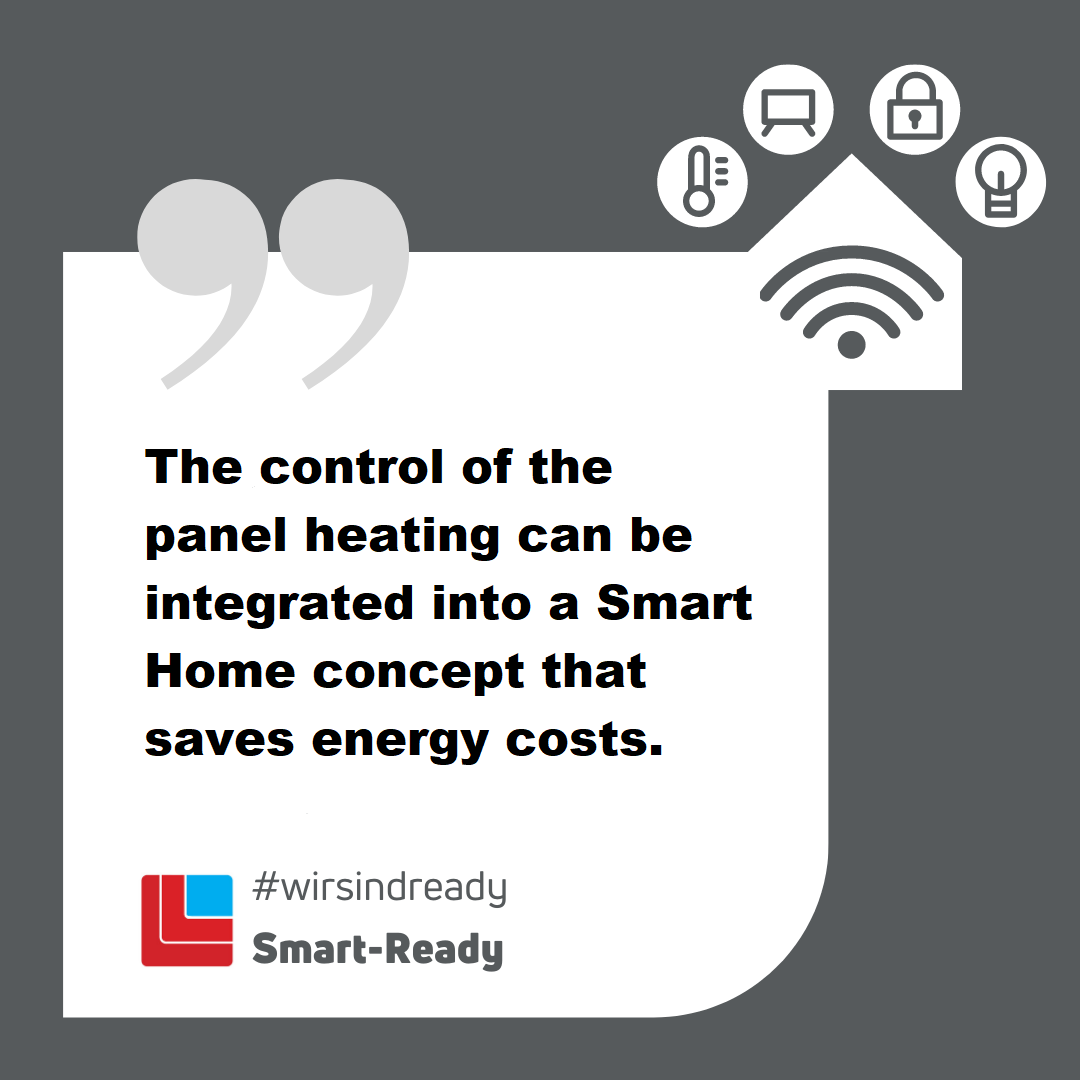 The control of the
panel heating can be
integrated into a Smart
Home concept that
saves energy costs.
#wirsindready
Smart-Ready